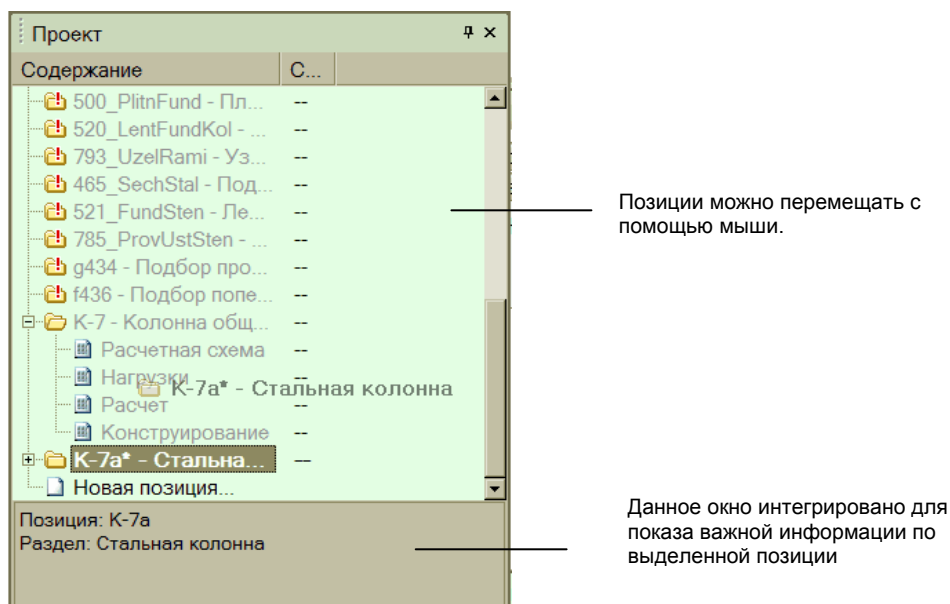 Проект
Содержание С...
500_PlitnFund - Пл... --
520_LentFundKol - ... --
793_UzelRami - Уз... --
465_SechStal - Под... --
521_FundSten - Ле... --
785_ProvUstSten - ... --
g434 - Подбор про... --
f436 - Подбор попе... --
К-7 - Колонна общ... --
Расчетная схема --
Нагрузки --
К-7а* - Стальная колонна
Расчет --
Конструирование --
К-7а* - Стальна... --
Новая позиция...
Позиция: К-7а
Раздел: Стальная колонна
Позиции можно перемещать с
помощью мыши.
Данное окно интегрировано для
показа важной информации по
выделенной позиции